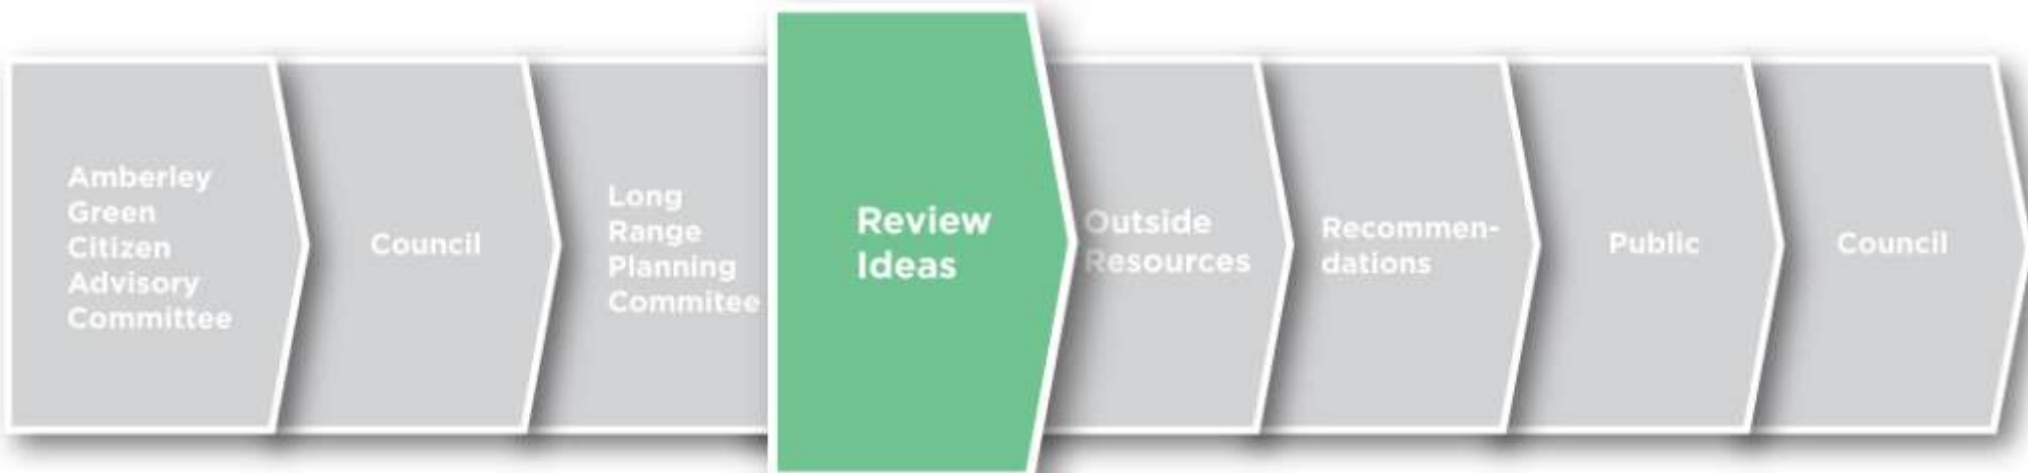 Amberley
Green
Citizen
Advisory
Committee
Council
Long
Range
Planning
Commitee
Review
Ideas
Outside
Resources
Recommen-
dations
Public
Council